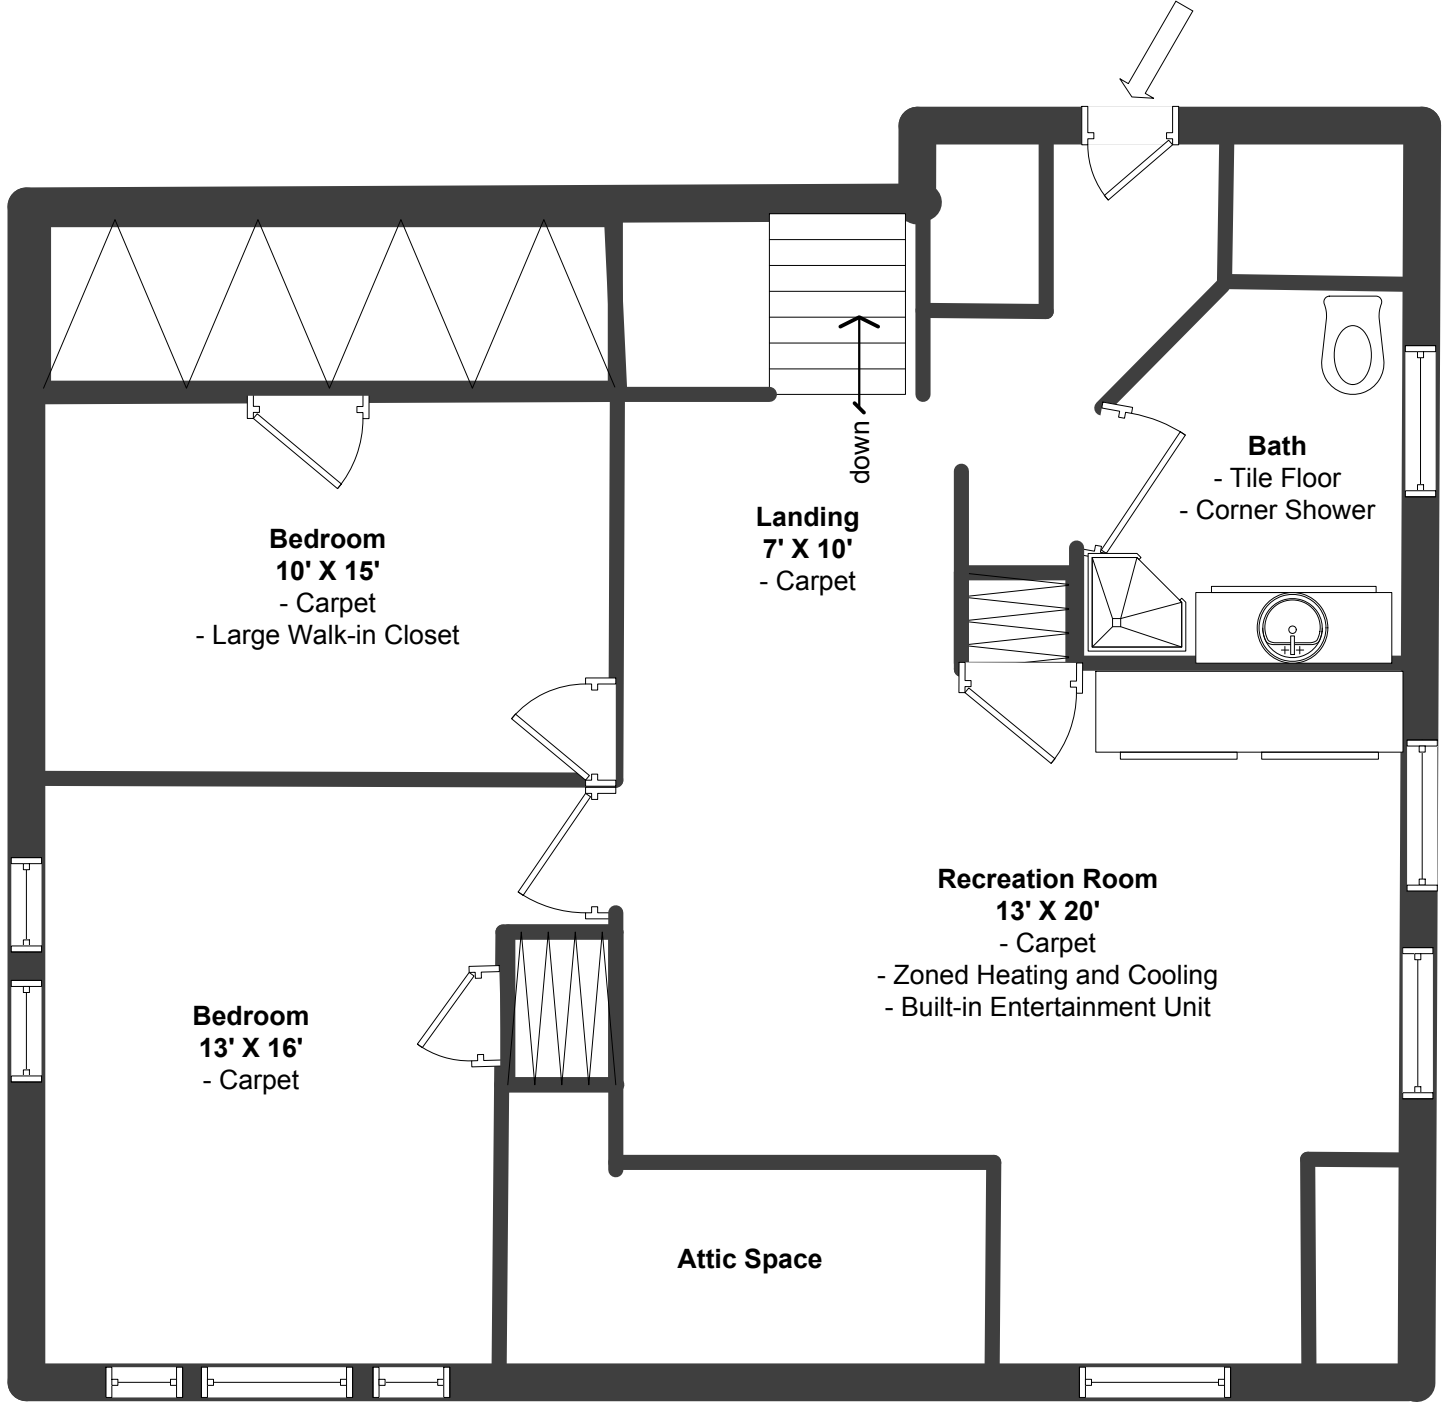 down
Bath
- Tile Floor
- Corner Shower
Landing
7' X 10'
- Carpet
Bedroom
10' X 15'
- Carpet
- Large Walk-in Closet
Recreation Room
13' X 20'
- Carpet
- Zoned Heating and Cooling
- Built-in Entertainment Unit
Bedroom
13' X 16'
- Carpet
Attic Space